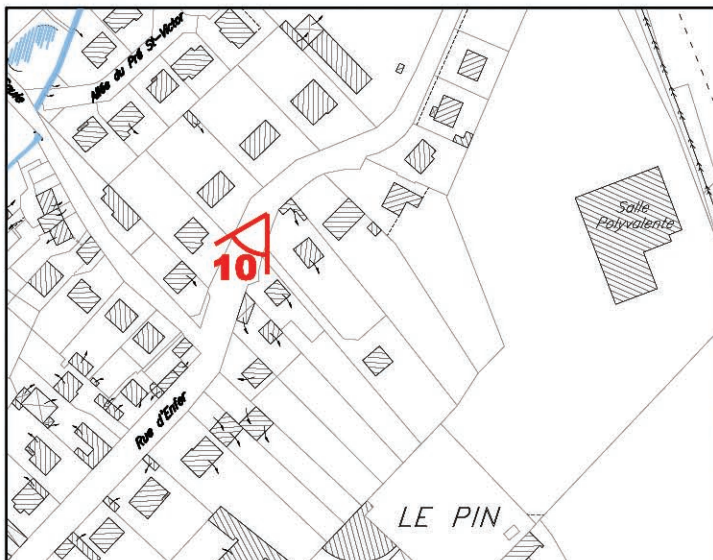 Allée du Pré St-Victor
Salle
Polyvalente
10
Rue d'Enfer
LE PIN